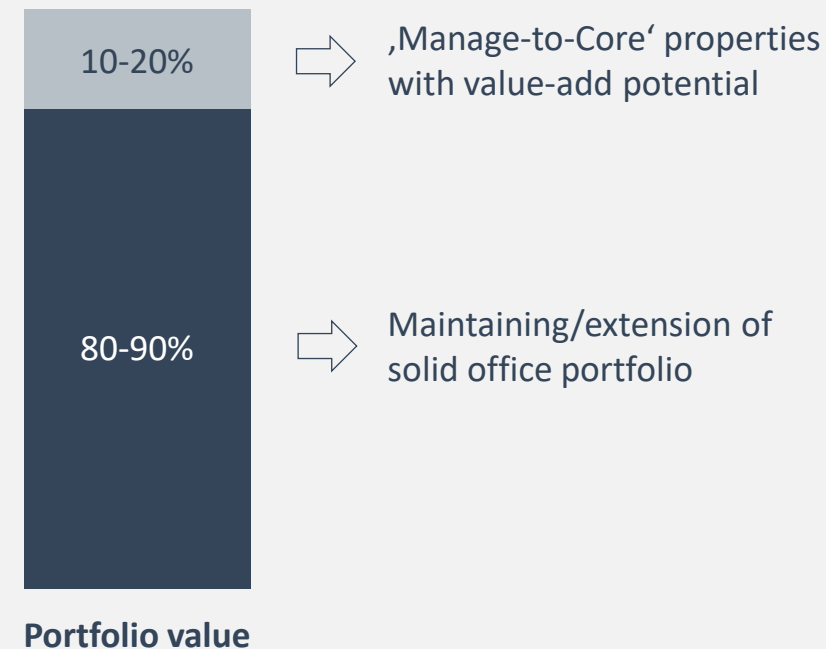 10-20%
‚Manage-to-Core‘ properties
with value-add potential
80-90%
Maintaining/extension of
solid office portfolio
Portfolio value